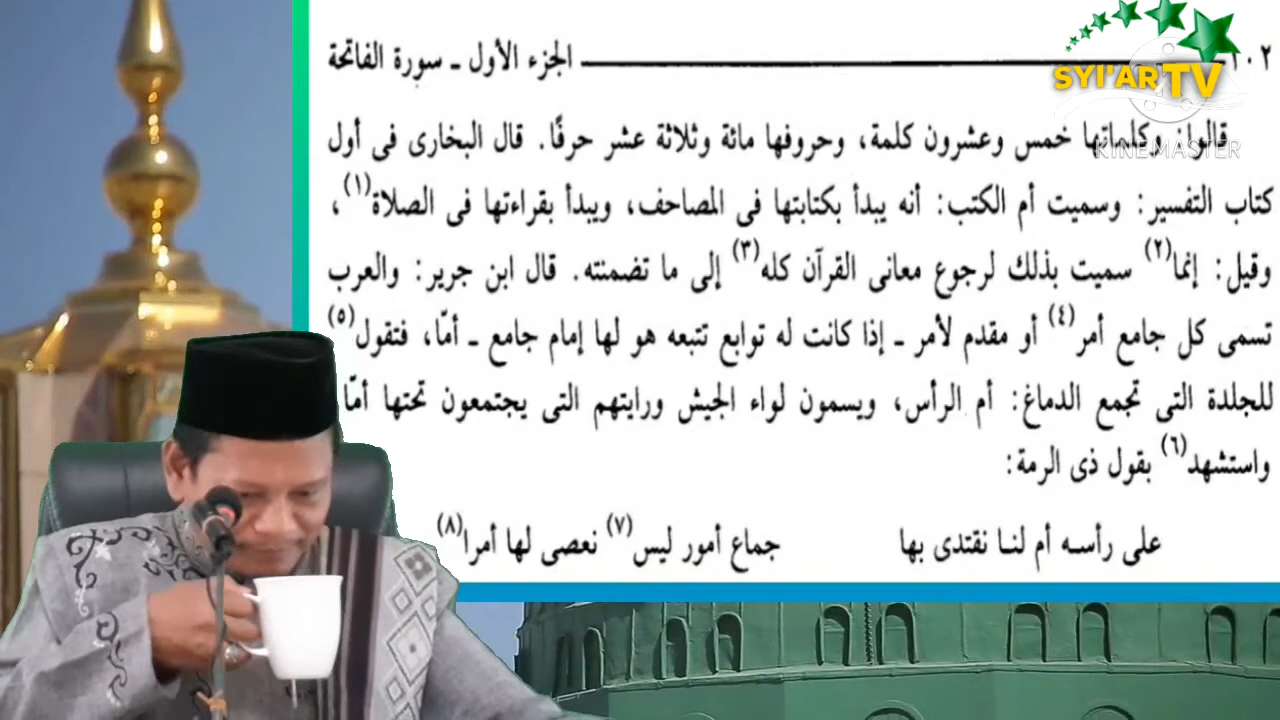 ١٠٢ ـــــ الجزء الأول ـ سورة الفاتحة
SYI'AR TV
KINEMASTER
قالوا: وكلماتها خمس وعشرون كلمة، وحروفها مائة وثلاثة عشر حرفًا. قال البخارى فى أول
كتاب التفسير: وسميت أم الكتب: أنه يبدأ بكتابتها فى المصاحف، ويبدأ بقراءتها فى الصلاة(١)،
وقيل: إنما(٢) سميت بذلك لرجوع معانى القرآن كله(٣) إلى ما تضمنته. قال ابن جرير: والعرب
تسمى كل جامع أمر(٤) أو مقدم لأمر ـ إذا كانت له توابع تتبعه هو لها إمام جامع ـ أمّا، فتقول(٥)
للجلدة التى تجمع الدماغ: أم الرأس، ويسمون لواء الجيش ورايتهم التى يجتمعون تحتها أمّا
واستشهد(٦) بقول ذى الرمة:
على رأسـه أم لنـا نقتدى بها جماع أمور ليس(٧) نعصى لها أمرا(٨)